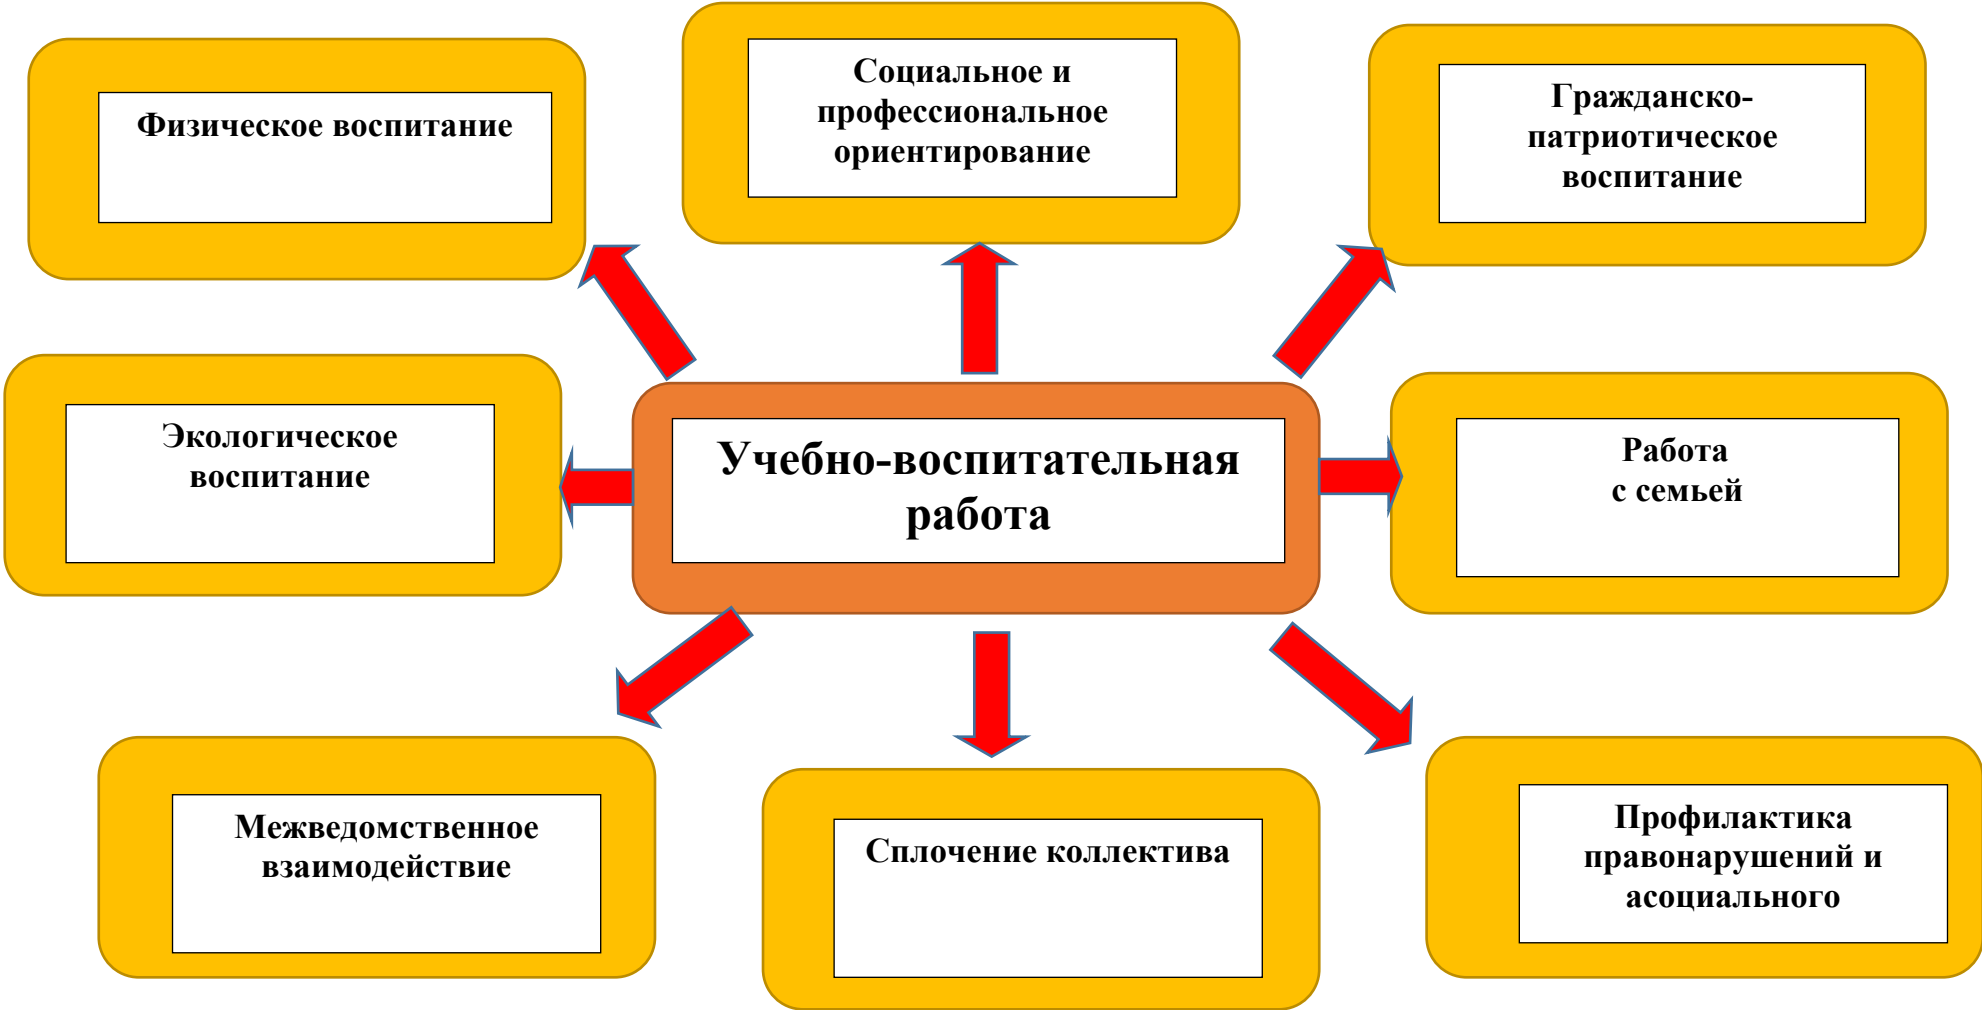 Физическое воспитание
Социальное и
профессиональное
ориентирование
Гражданско-
патриотическое
воспитание
Экологическое
воспитание
Учебно-воспитательная
работа
Работа
с семьей
Межведомственное
взаимодействие
Сплочение коллектива
Профилактика
правонарушений и
асоциального